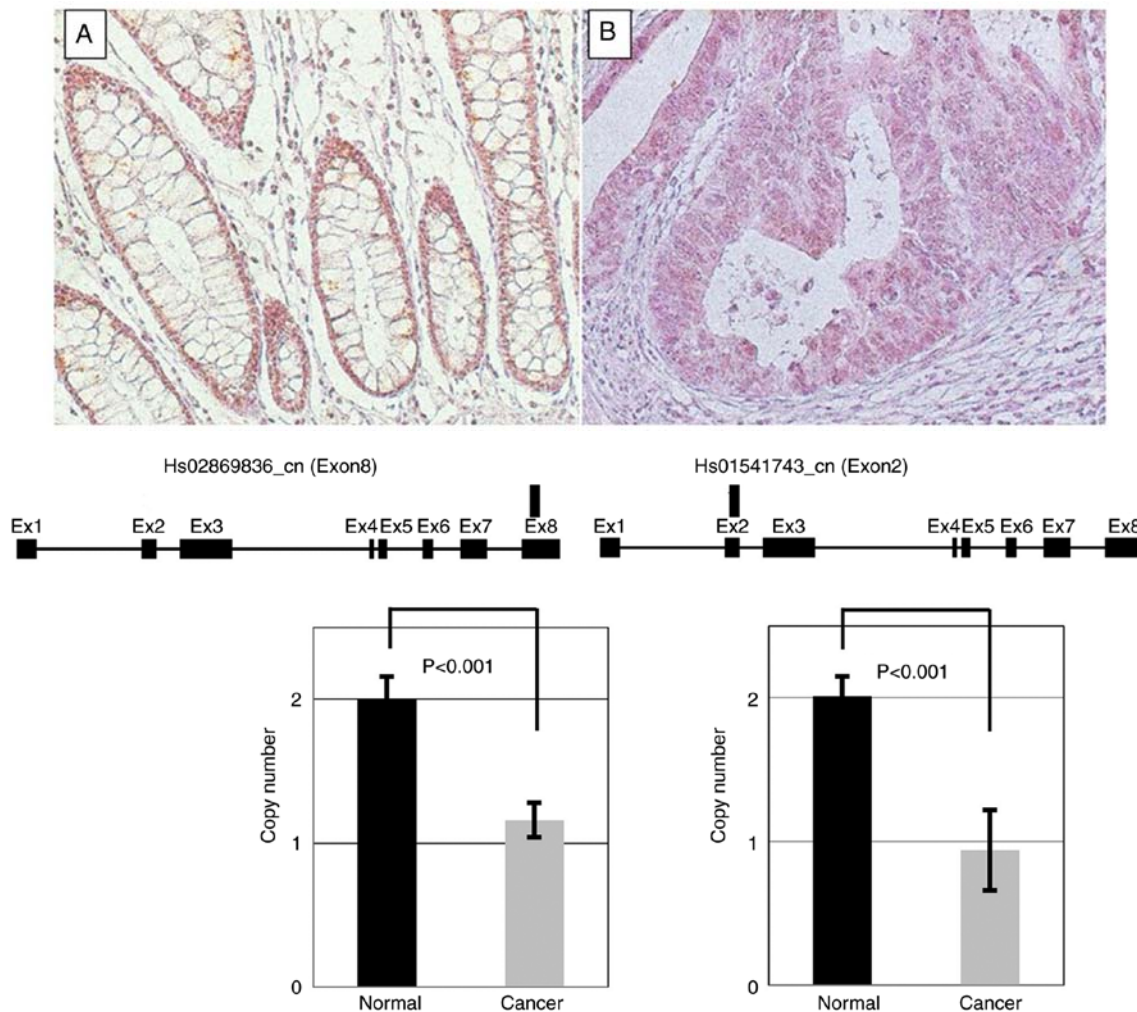 A
B
Hs02869836_cn (Exon8)
Hs01541743_cn (Exon2)
Ex1 Ex2 Ex3 Ex4 Ex5 Ex6 Ex7 Ex8
Ex1 Ex2 Ex3 Ex4 Ex5 Ex6 Ex7 Ex8
P<0.001
2
1
0
Copy number
Normal Cancer
P<0.001
2
1
0
Copy number
Normal Cancer